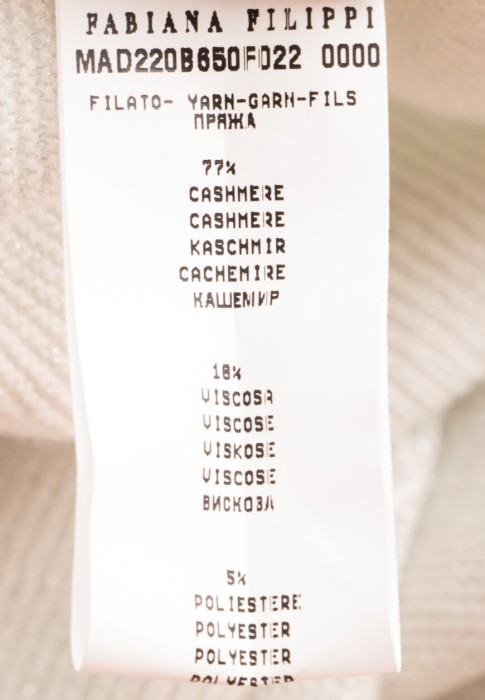 FABIANA FILIPPI
MAD220B650F022 0000
FILATO- YARN-GARN-FILS
ПРЯЖА
77%
CASHMERE
CASHMERE
KASCHMIR
CACHEMIRE
КАШЕМИР
18%
VISCOSA
VISCOSE
VISKOSE
VISCOSE
ВИСКОЗА
5%
POLIESTERE
POLYESTER
POLYESTER
POLYESTER